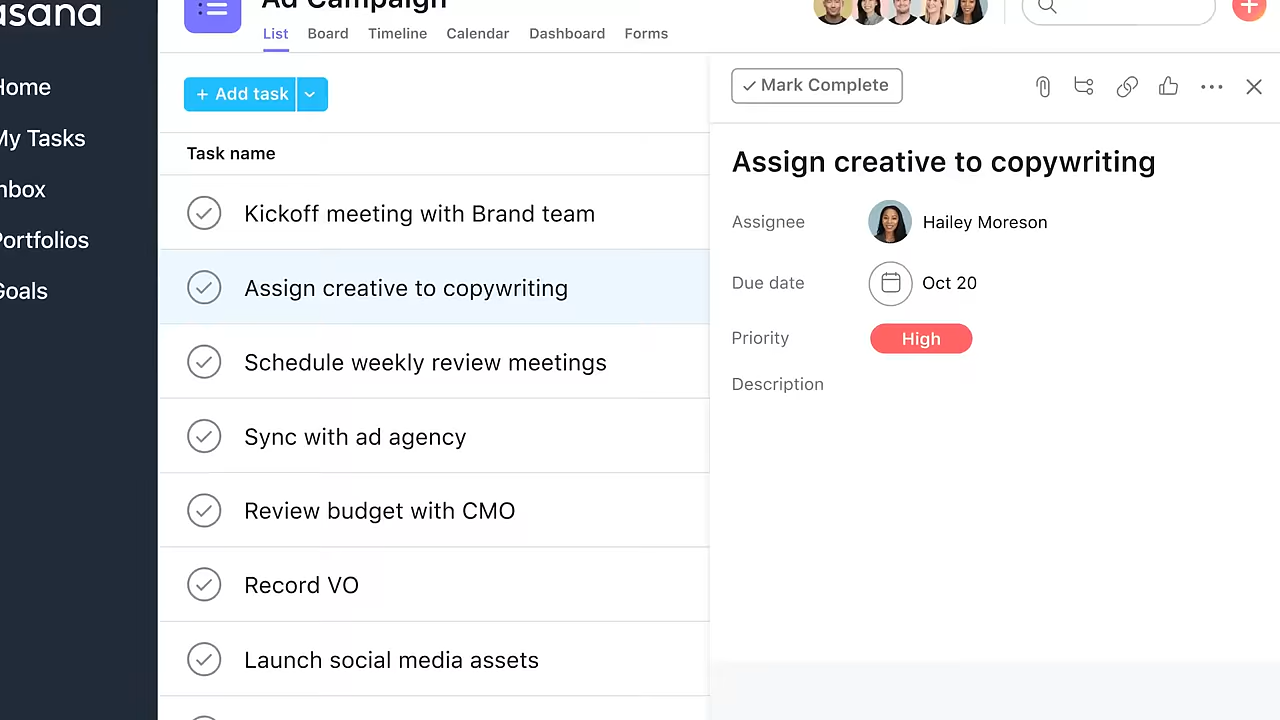 asana
Ad Campaign
List Board Timeline Calendar Dashboard Forms
Home
My Tasks
Inbox
Portfolios
Goals
+ Add task
Task name
Kickoff meeting with Brand team
Assign creative to copywriting
Schedule weekly review meetings
Sync with ad agency
Review budget with CMO
Record VO
Launch social media assets
Mark Complete
Assign creative to copywriting
Assignee Hailey Moreson
Due date Oct 20
Priority High
Description